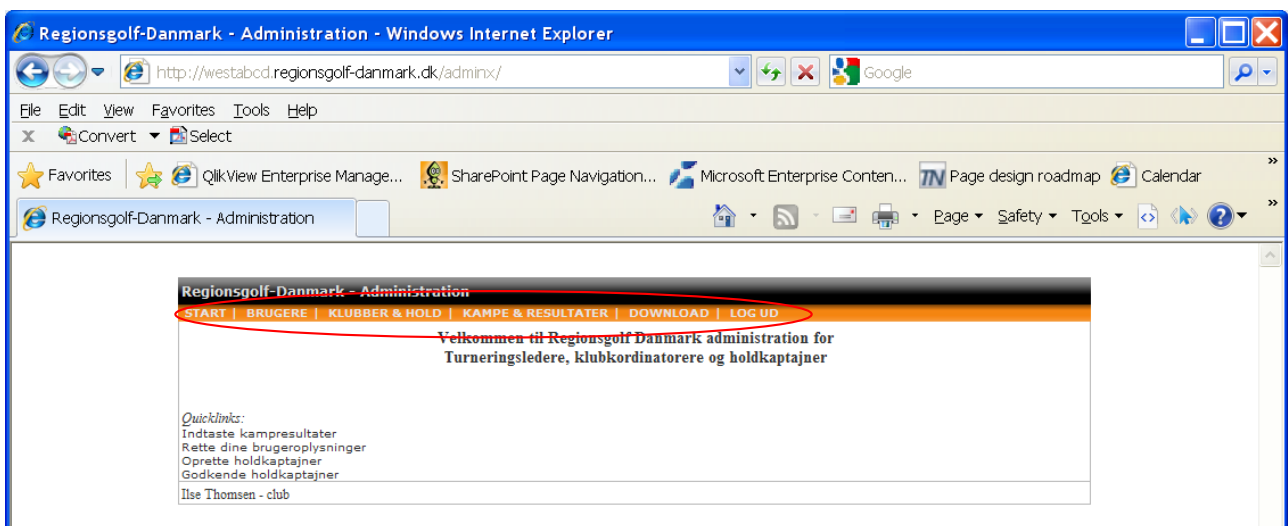 Regionsgolf-Danmark - Administration - Windows Internet Explorer
http://westabcd.regionsgolf-danmark.dk/adminx/
Google
File Edit View Favorites Tools Help
x Convert Select
Favorites QlikView Enterprise Manage... SharePoint Page Navigation... Microsoft Enterprise Conten... TN Page design roadmap Calendar »
Regionsgolf-Danmark - Administration Page Safety Tools »
Regionsgolf-Danmark - Administration
START | BRUGERE | KLUBBER & HOLD | KAMPE & RESULTATER | DOWNLOAD | LOG UD
Velkommen til Regionsgolf Danmark administration for
Turneringsledere, klubkordinatorere og holdkaptajner
Quicklinks:
Indtaste kampresultater
Rette dine brugeroplysninger
Oprette holdkaptajner
Godkende holdkaptajner
Ilse Thomsen - club